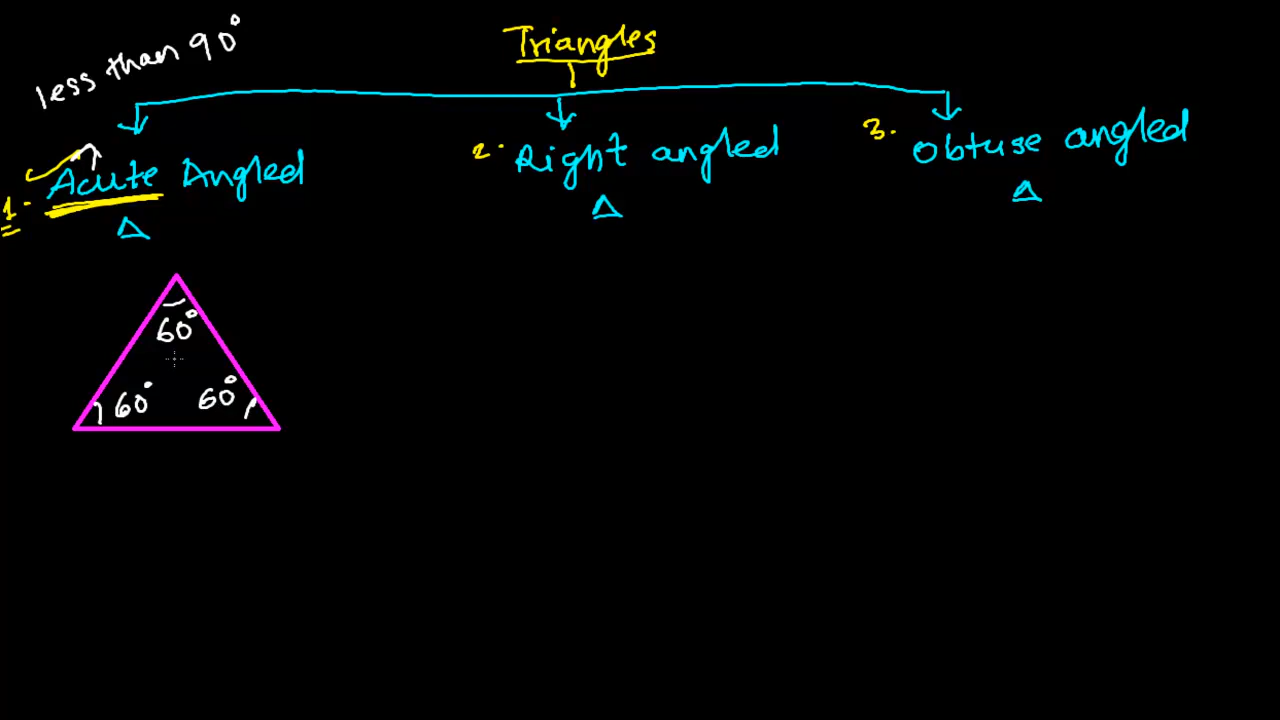 less than 90°
Triangles
1. Acute Angled
Δ
2. Right angled
Δ
3. Obtuse angled
Δ
60°
60° 60°